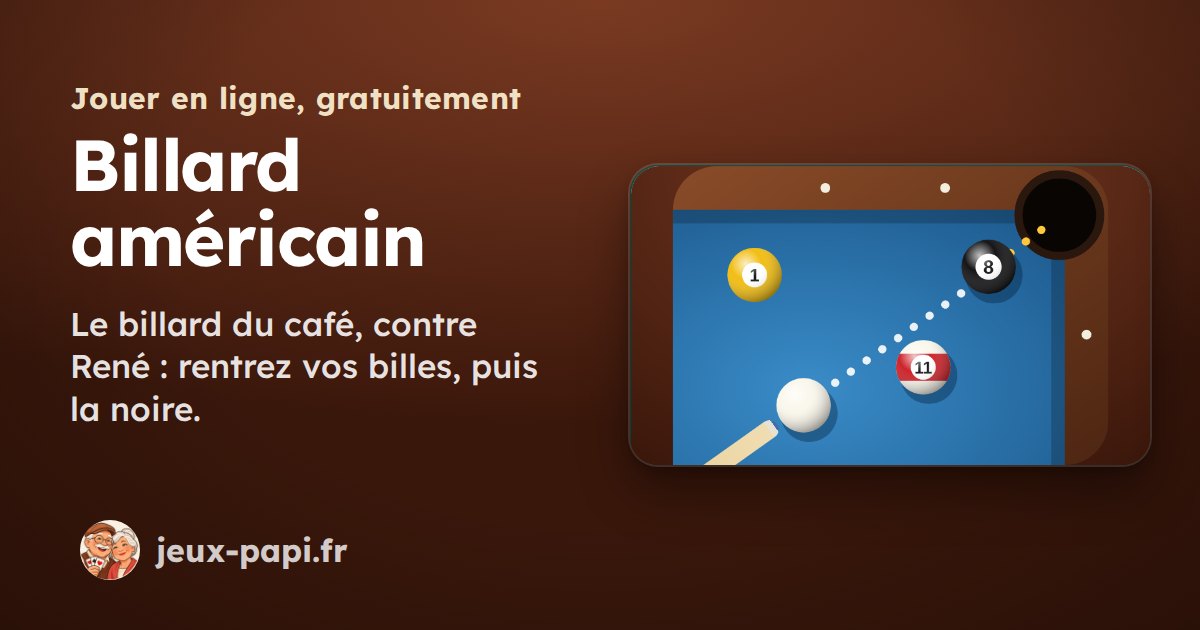 Jouer en ligne, gratuitement
Billard
américain
Le billard du café, contre
René : rentrez vos billes, puis
la noire.
1
8
11
jeux-papi.fr